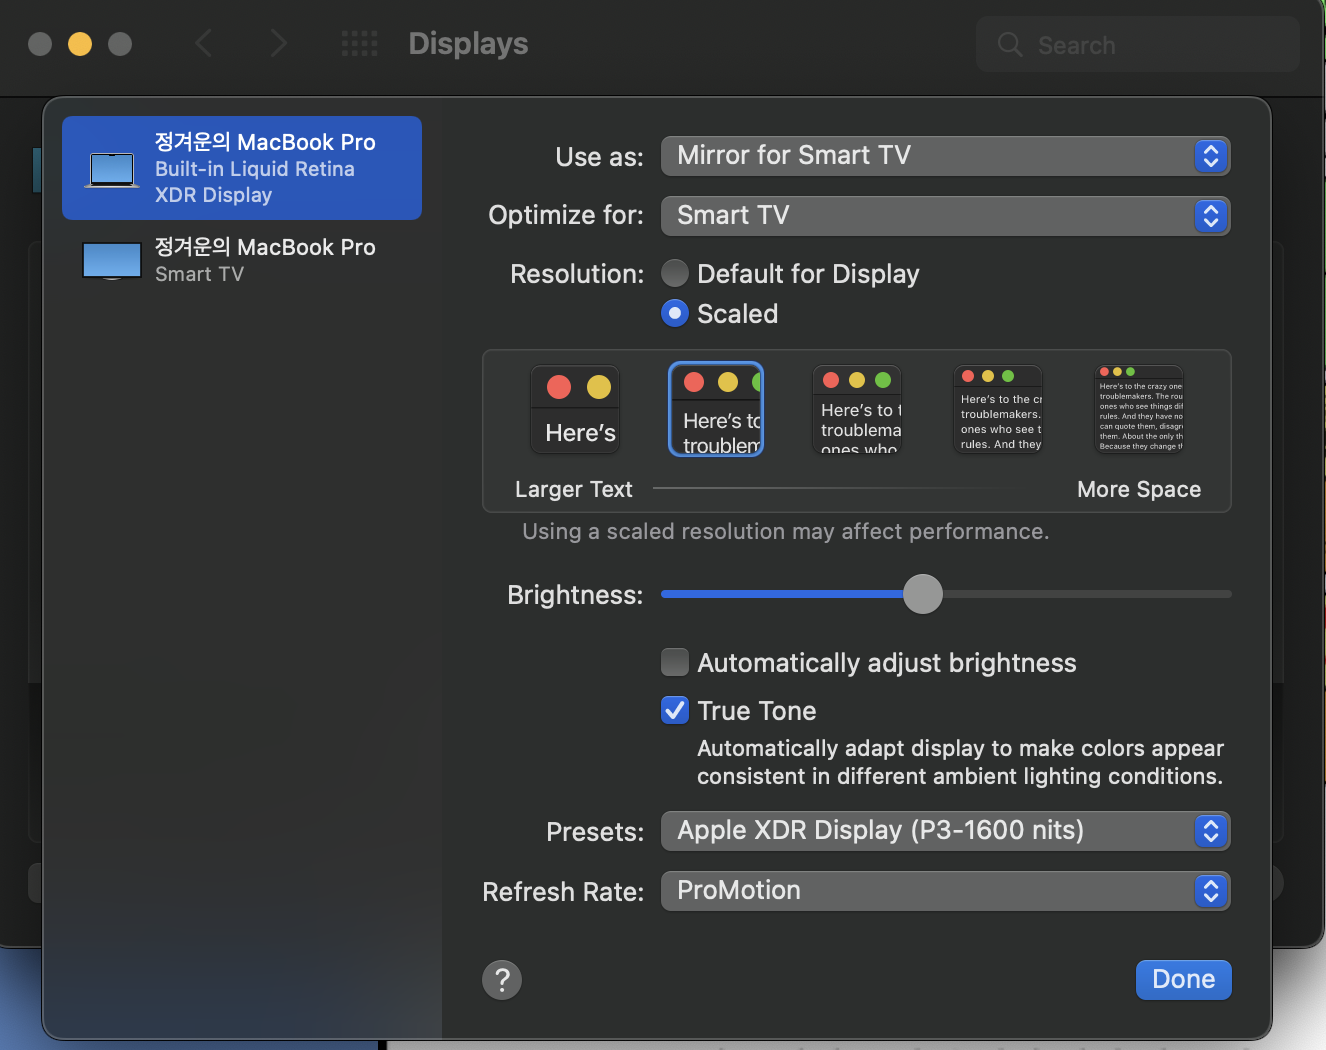 Displays
Search
정겨운의 MacBook Pro
Built-in Liquid Retina
XDR Display
정겨운의 MacBook Pro
Smart TV
Use as: Mirror for Smart TV
Optimize for: Smart TV
Resolution: Default for Display
Scaled
Here's
Here's to
troublem
Here's to t
troublema
ones who
Here's to the cr
troublemakers.
ones who see t
rules. And they
Here's to the crazy one
troublemakers. The rou
ones who see things dif
rules. And they have no
can quote them, disagr
them. About the only th
Because they change th
Larger Text
More Space
Using a scaled resolution may affect performance.
Brightness:
Automatically adjust brightness
True Tone
Automatically adapt display to make colors appear
consistent in different ambient lighting conditions.
Presets: Apple XDR Display (P3-1600 nits)
Refresh Rate: ProMotion
?
Done